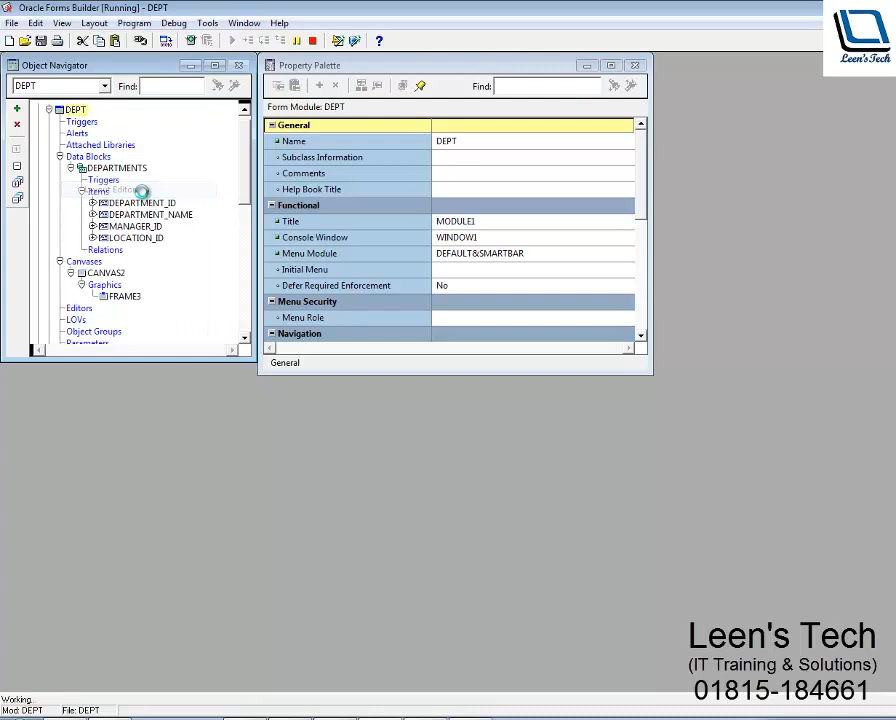 Oracle Forms Builder [Running] - DEPT
File Edit View Layout Program Debug Tools Window Help
Leen'sTech
Object Navigator
DEPT Find:
DEPT
Triggers
Alerts
Attached Libraries
Data Blocks
DEPARTMENTS
Triggers
Items
DEPARTMENT_ID
DEPARTMENT_NAME
MANAGER_ID
LOCATION_ID
Relations
Canvases
CANVAS2
Graphics
FRAME3
Editors
LOVs
Object Groups
Parameters
Property Palette
Find:
Form Module: DEPT
General
Name DEPT
Subclass Information
Comments
Help Book Title
Functional
Title MODULE1
Console Window WINDOW1
Menu Module DEFAULT&SMARTBAR
Initial Menu
Defer Required Enforcement No
Menu Security
Menu Role
Navigation
General
Leen's Tech
(IT Training & Solutions)
01815-184661
Working...
Mod: DEPT File: DEPT